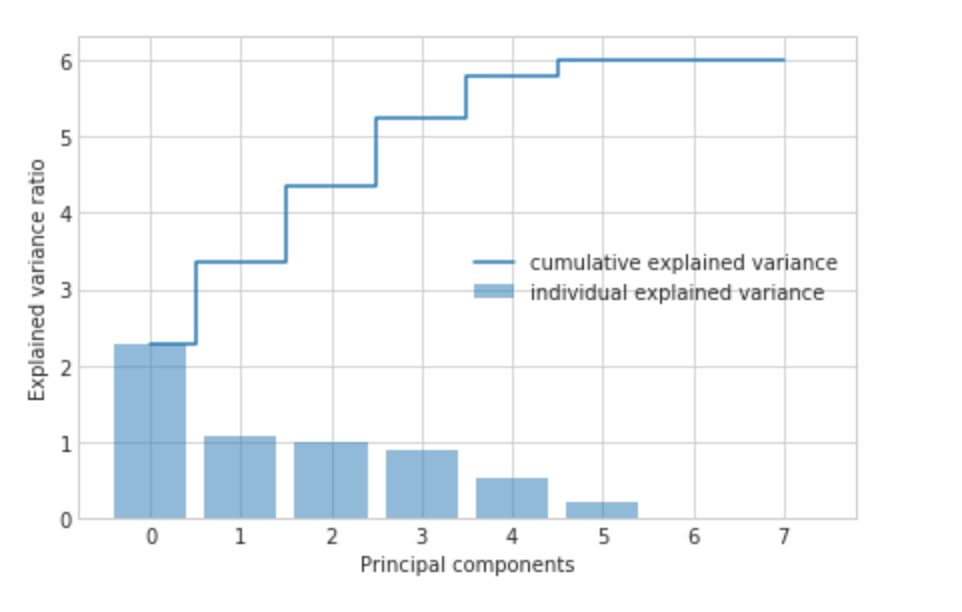 6
5
4
3
2
1
0
Explained variance ratio
cumulative explained variance
individual explained variance
0 1 2 3 4 5 6 7
Principal components